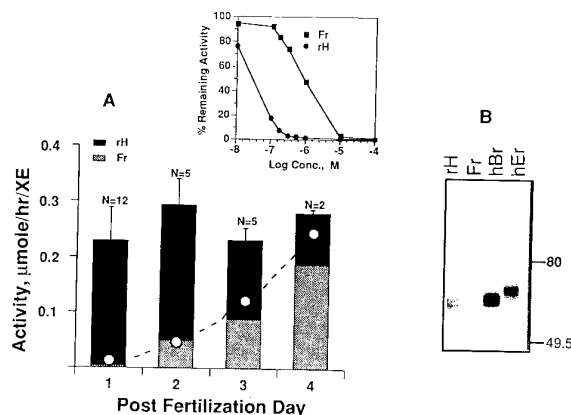 100
80
60
40
20
0
% Remaining Activity
Fr
rH
-8 -7 -6 -5 -4
Log Conc., M
A
0.4
0.3
0.2
0.1
Activity, μmole/hr/XE
rH
Fr
N=12
N=5
N=5
N=2
1 2 3 4
Post Fertilization Day
B
rH
Fr
hBr
hEr
80
49.5